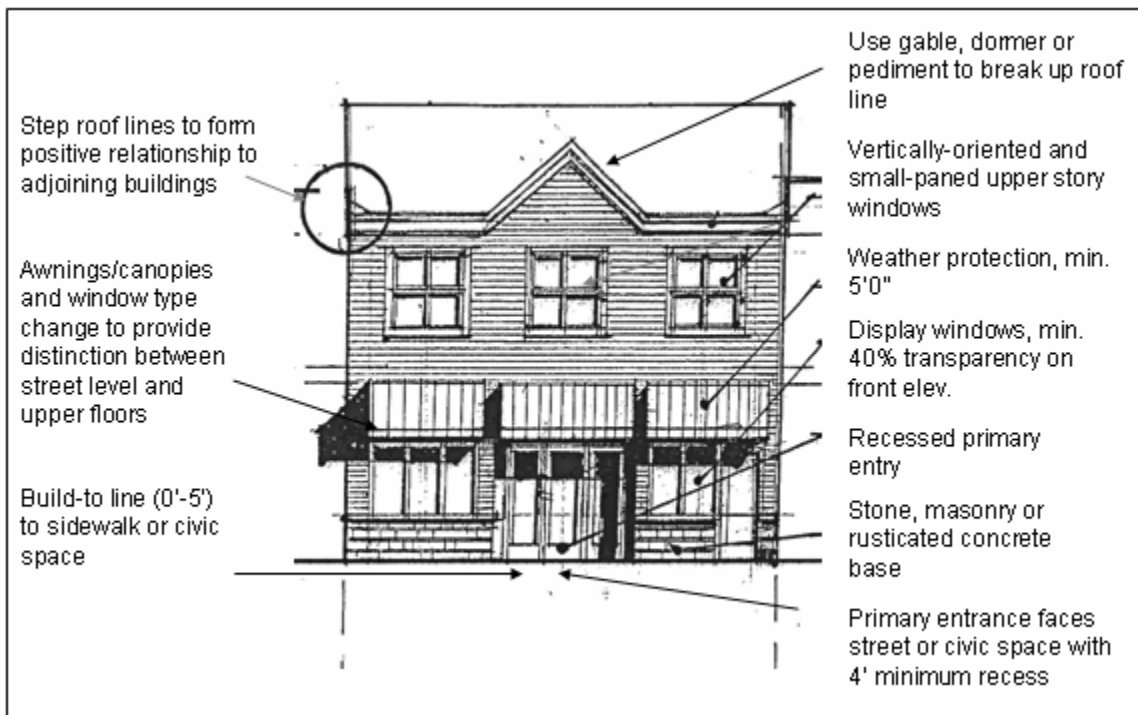 Step roof lines to form
positive relationship to
adjoining buildings
Awnings/canopies
and window type
change to provide
distinction between
street level and
upper floors
Build-to line (0'-5')
to sidewalk or civic
space
Use gable, dormer or
pediment to break up roof
line
Vertically-oriented and
small-paned upper story
windows
Weather protection, min.
5'0"
Display windows, min.
40% transparency on
front elev.
Recessed primary
entry
Stone, masonry or
rusticated concrete
base
Primary entrance faces
street or civic space with
4' minimum recess